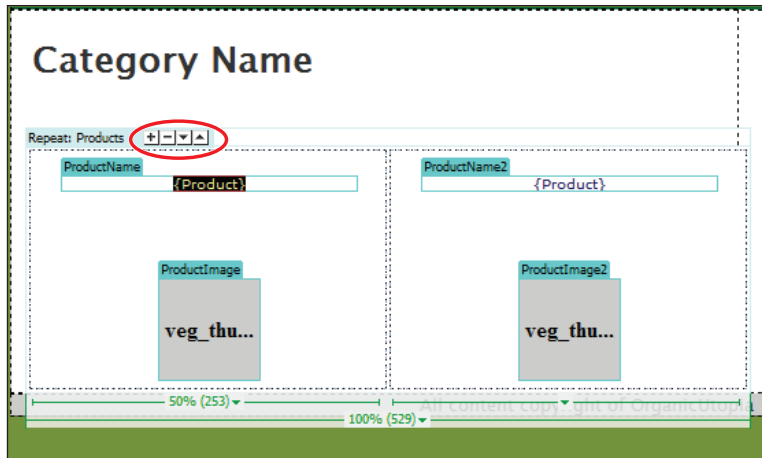 Category Name
Repeat: Products
ProductName ProductName2
{Product} {Product}
ProductImage ProductImage2
veg_thu... veg_thu...
50% (253)
All content copyright of OrganicUtopia
100% (529)